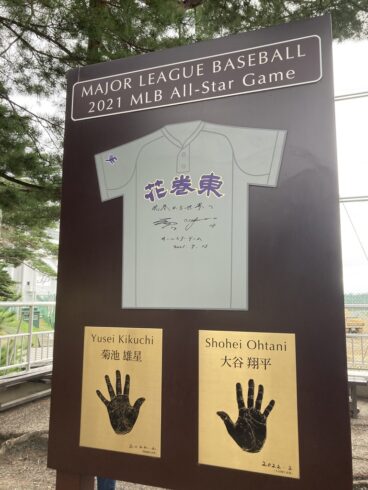 MAJOR LEAGUE BASEBALL
2021 MLB All-Star Game
花巻東
Yusei Kikuchi
菊池 雄星
Shohei Ohtani
大谷 翔平